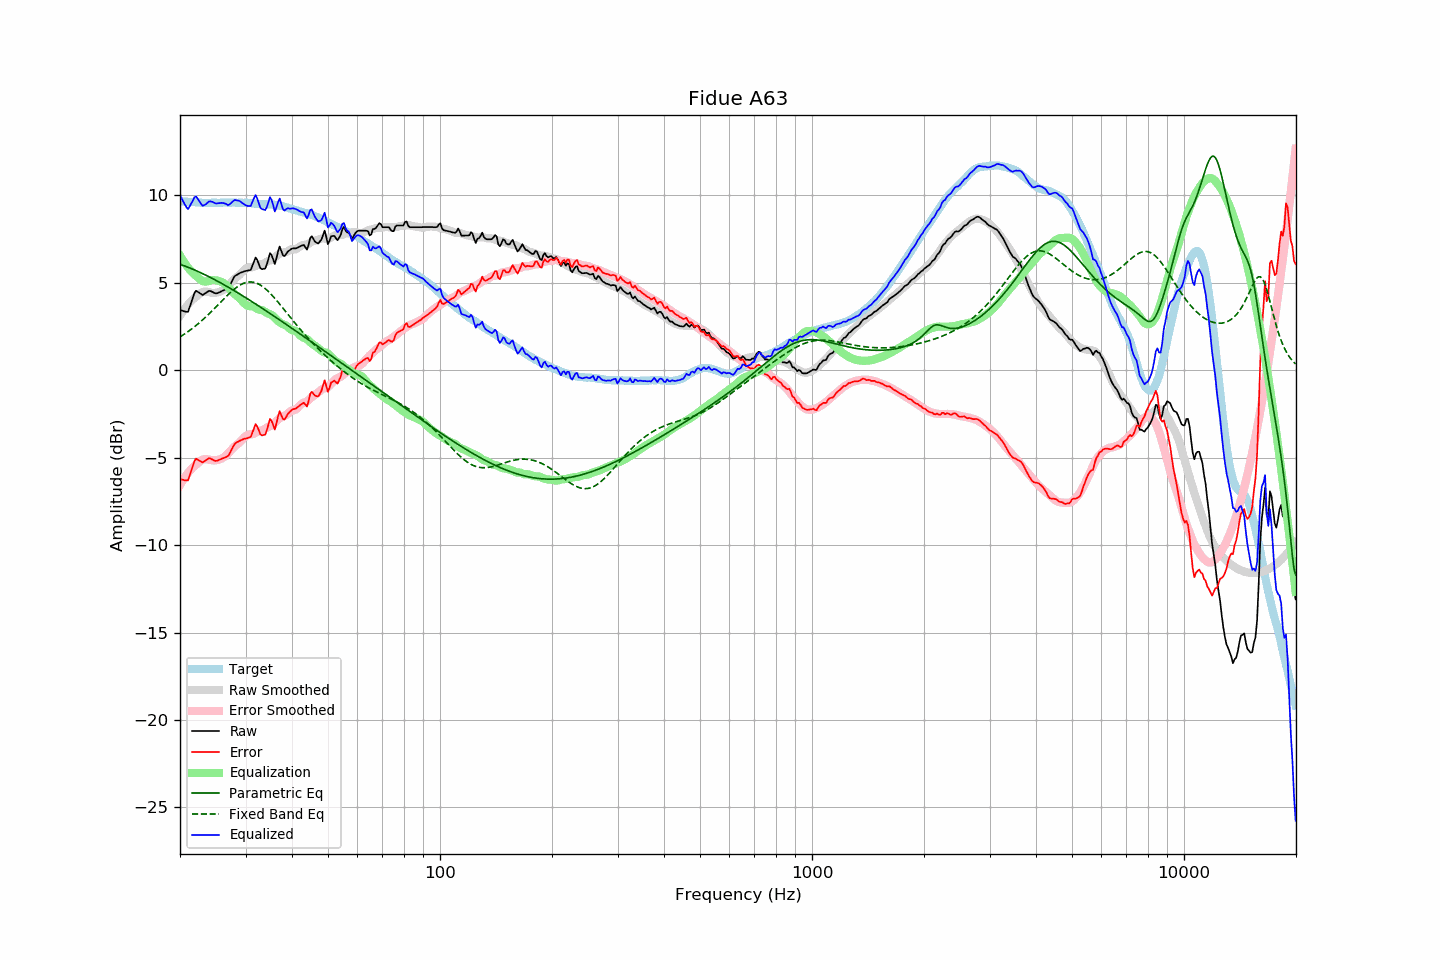 Fidue A63
Amplitude (dBr)
10
5
0
−5
−10
−15
−20
−25
Target
Raw Smoothed
Error Smoothed
Raw
Error
Equalization
Parametric Eq
Fixed Band Eq
Equalized
100
1000
10000
Frequency (Hz)